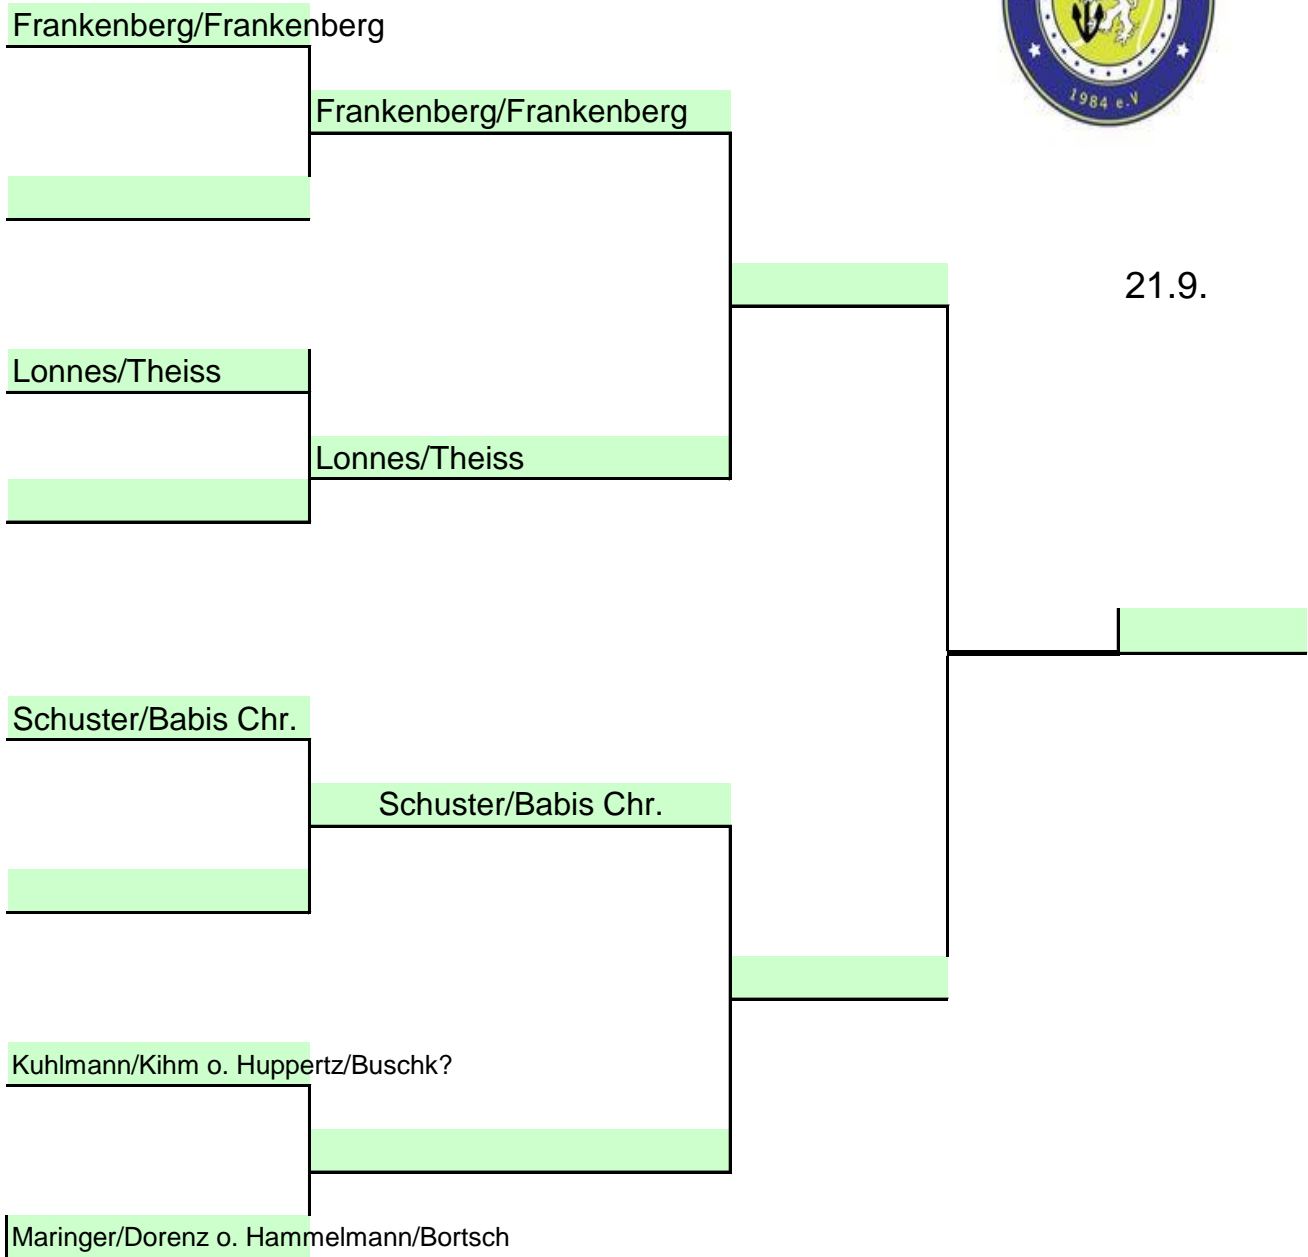 Frankenberg/Frankenberg
1984 e.V
Frankenberg/Frankenberg
21.9.
Lonnes/Theiss
Lonnes/Theiss
Schuster/Babis Chr.
Schuster/Babis Chr.
Kuhlmann/Kihm o. Huppertz/Buschk?
Maringer/Dorenz o. Hammelmann/Bortsch